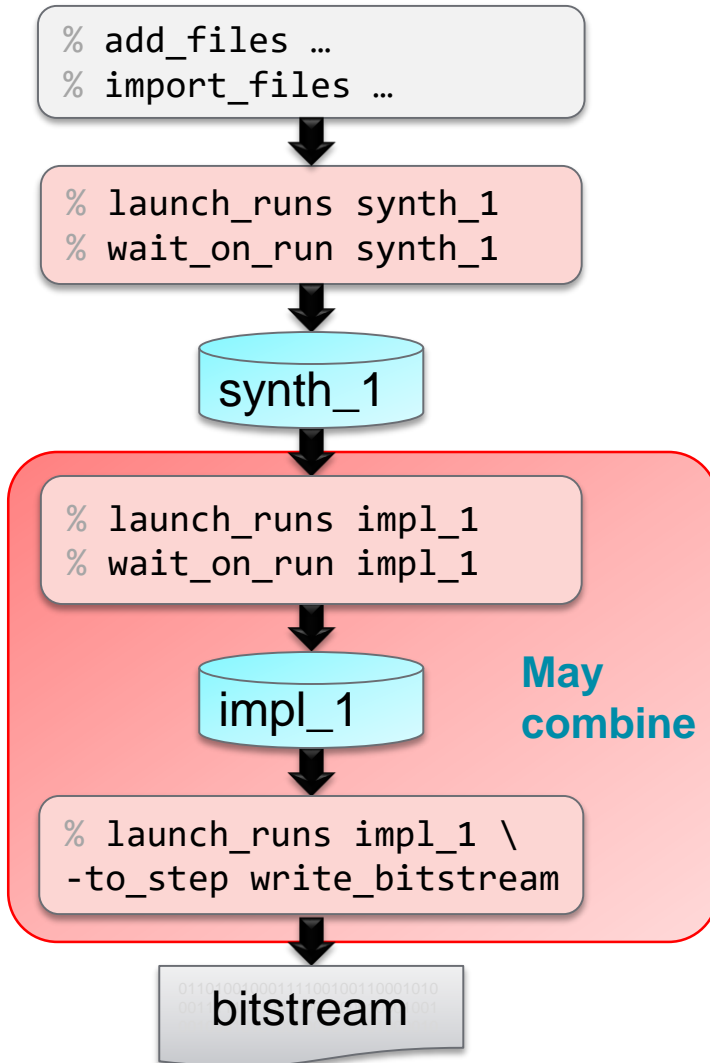 % add_files …
% import_files …
% launch_runs synth_1
% wait_on_run synth_1
synth_1
% launch_runs impl_1
% wait_on_run impl_1
impl_1
May
combine
% launch_runs impl_1 \
-to_step write_bitstream
bitstream